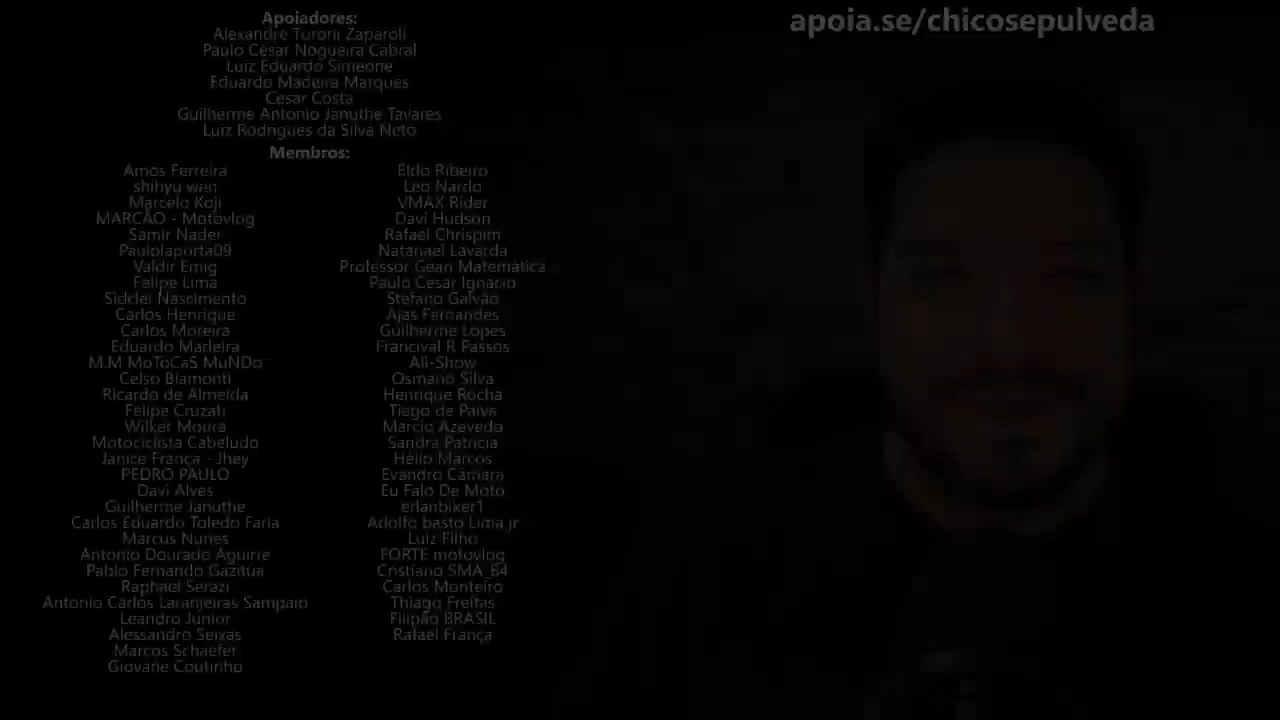 Apoiadores:
Alexandre Turoni Zaparoli
Paulo César Nogueira Cabral
Luiz Eduardo Simeone
Eduardo Madeira Marques
Cesar Costa
Guilherme Antonio Januthe Tavares
Luiz Rodrigues da Silva Neto
Membros:
Amos Ferreira
shihyu wen
Marcelo Koji
MARCÃO - Motovlog
Samir Nader
Paulolaporta09
Valdir Emig
Felipe Lima
Sidclei Nascimento
Carlos Henrique
Carlos Moreira
Eduardo Madeira
M.M MoToCaS MuNDo
Celso Biamonti
Ricardo de Almeida
Felipe Cruzati
Wilker Moura
Motociclista Cabeludo
Janice França - Jhey
PEDRO PAULO
Davi Alves
Guilherme Januthe
Carlos Eduardo Toledo Faria
Marcus Nunes
Antonio Dourado Aguirre
Pablo Fernando Gazitua
Raphael Serazi
Antonio Carlos Laranjeiras Sampaio
Leandro Júnior
Alessandro Seixas
Marcos Schaefer
Giovane Coutinho
Eldo Ribeiro
Leo Nardo
VMAX Rider
Davi Hudson
Rafael Chrispim
Natanael Lavarda
Professor Gean Matemática
Paulo Cesar Ignacio
Stefano Galvão
Ajas Fernandes
Guilherme Lopes
Francival R Passos
Ali-Show
Osmano Silva
Henrique Rocha
Tiago de Paiva
Márcio Azevedo
Sandra Patricia
Hélio Marcos
Evandro Câmara
Eu Falo De Moto
erlanbiker1
Adolfo basto Lima jr
Luiz Filho
FORTE motovlog
Cristiano SMA_B4
Carlos Monteiro
Thiago Freitas
Filipão BRASIL
Rafael França
apoia.se/chicosepulveda